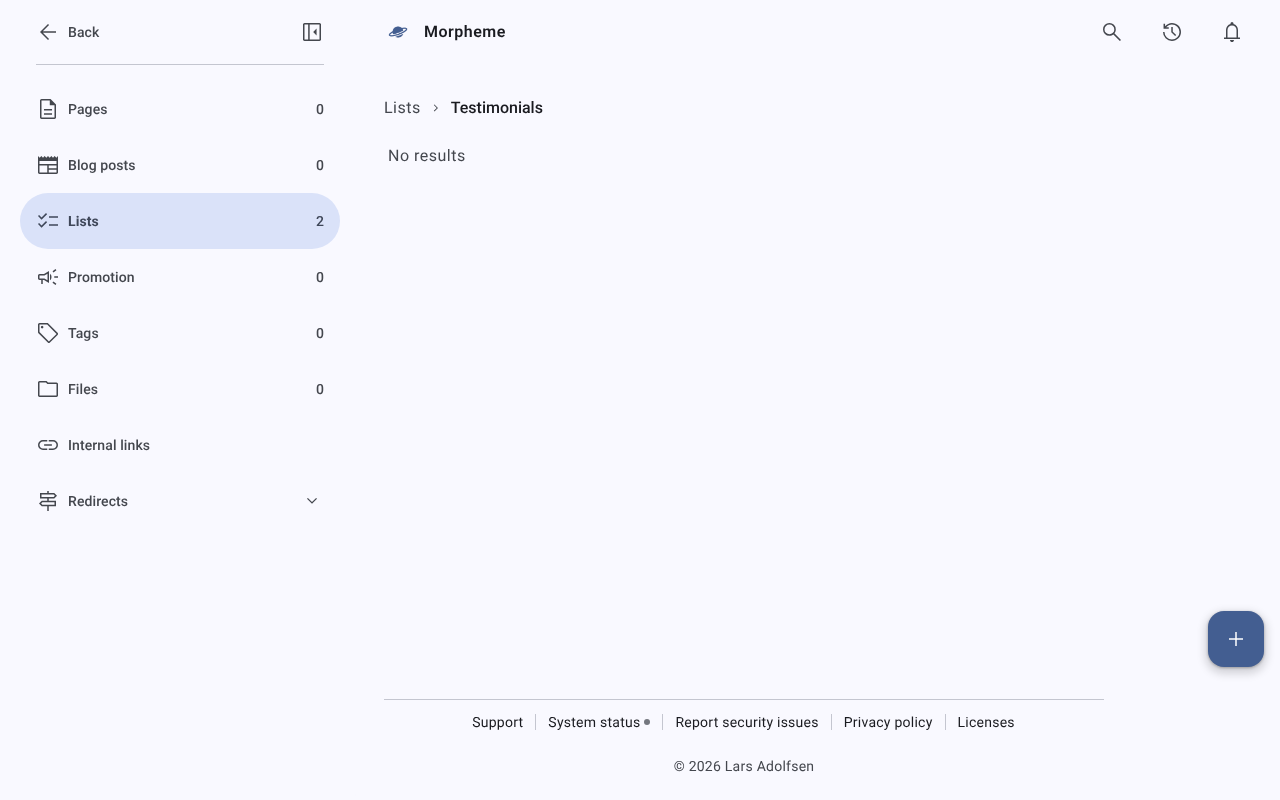 Back
Morpheme
Pages 0
Blog posts 0
Lists 2
Promotion 0
Tags 0
Files 0
Internal links
Redirects
Lists › Testimonials
No results
Support System status Report security issues Privacy policy Licenses
© 2026 Lars Adolfsen